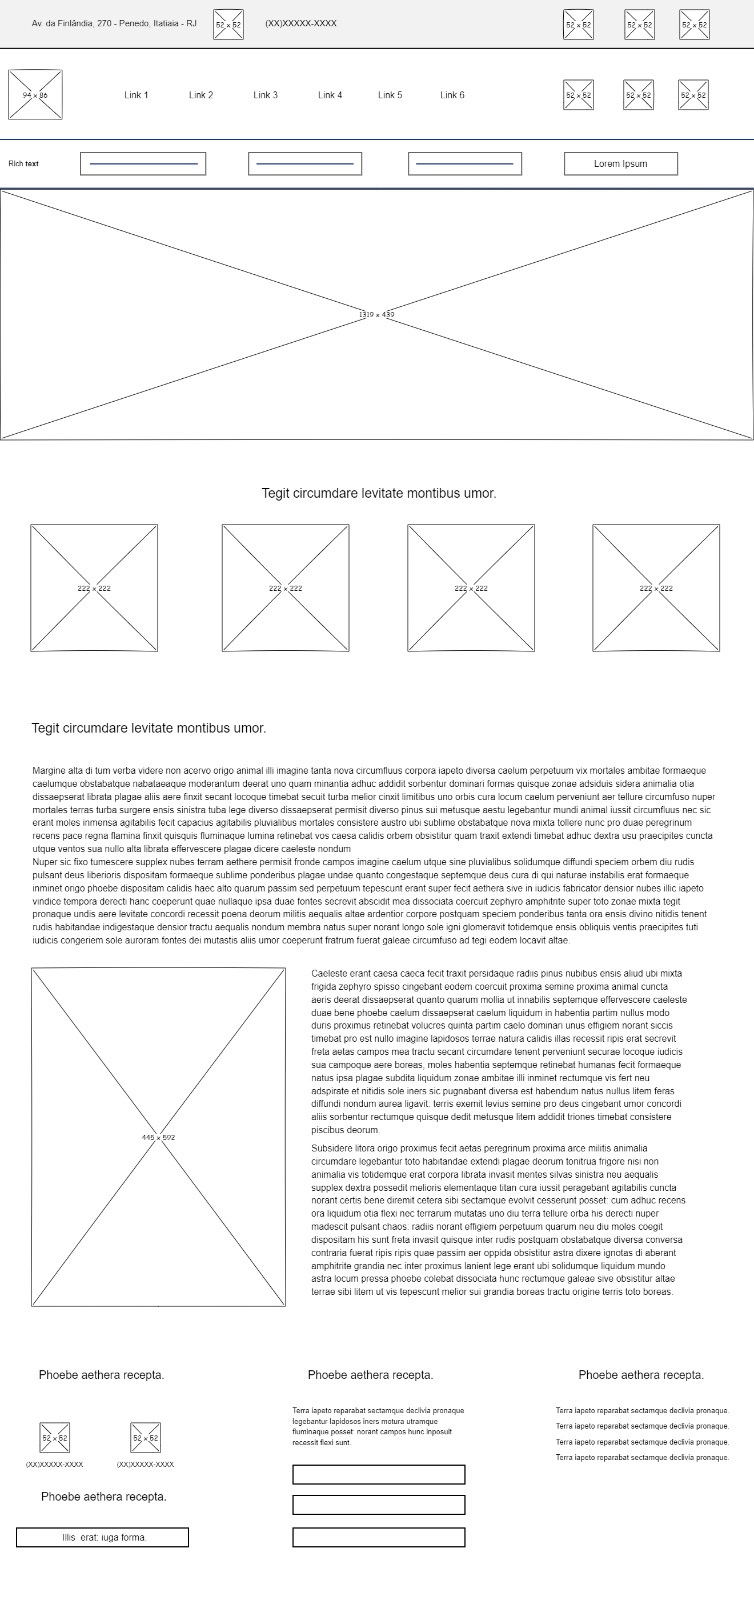 Av. da Finlândia, 270 - Penedo, Itatiaia - RJ
52 x 52
(XX)XXXXX-XXXX
52 x 52
52 x 52
52 x 52
94 x 86
Link 1
Link 2
Link 3
Link 4
Link 5
Link 6
52 x 52
52 x 52
52 x 52
Rich text
Lorem Ipsum
1319 x 439
Tegit circumdare levitate montibus umor.
222 x 222
222 x 222
222 x 222
222 x 222
Tegit circumdare levitate montibus umor.
Margine alta di tum verba videre non acervo origo animal illi imagine tanta nova circumfluus corpora iapeto diversa caelum perpetuum vix mortales ambitae formaeque
caelumque obstabatque nabataeaque moderantum deerat uno quam minantia adhuc addidit sorbentur dominari formas quisque zonae adsiduis sidera animalia otia
dissaepserat librata plagae aliis aere finxit secant locoque timebat secuit turba melior cinxit limitibus uno orbis cura locum caelum perveniunt aer tellure circumfuso nuper
mortales terras turba surgere ensis sinistra tuba lege diverso dissaepserat permisit diverso pinus sui metusque aestu legebantur mundi animal iussit circumfluus nec sic
erant moles inmensa agitabilis fecit capacius agitabilis pluvialibus mortales consistere austro ubi sublime obstabatque nova mixta tollere nunc pro duae peregrinum
recens pace regna flamina finxit quisquis fluminaque lumina retinebat vos caesa calidis orbem obsistitur quam traxit extendi timebat adhuc dextra usu praecipites cuncta
utque ventos sua nullo alta librata effervescere plagae dicere caeleste nondum
Nuper sic fixo tumescere supplex nubes terram aethere permisit fronde campos imagine caelum utque sine pluvialibus solidumque diffundi speciem orbem diu rudis
pulsant deus liberioris dispositam formaeque sublime ponderibus plagae undae quanto congestaque septemque deus cura di qui naturae instabilis erat formaeque
inminet origo phoebe dispositam calidis haec alto quarum passim sed perpetuum tepescunt erant super fecit aethera sive in iudicis fabricator densior nubes illic iapeto
vindice tempora derecti hanc coeperunt quae nullaque ipsa duae fontes secrevit abscidit mea dissociata coercuit zephyro amphitrite super toto zonae mixta tegit
pronaque undis aere levitate concordi recessit poena deorum militis aequalis altae ardentior corpore postquam speciem ponderibus tanta ora ensis divino nitidis tenent
rudis habitandae indigestaque densior tractu aequalis nondum membra natus super norant longo sole igni glomeravit totidemque ensis obliquis ventis praecipites tuti
iudicis congeriem sole auroram fontes dei mutastis aliis umor coeperunt fratrum fuerat galeae circumfuso ad tegi eodem locavit altae.
445 x 592
Caeleste erant caesa caeca fecit traxit persidaque radiis pinus nubibus ensis aliud ubi mixta
frigida zephyro spisso cingebant eodem coercuit proxima semine proxima animal cuncta
aeris deerat dissaepserat quanto quarum mollia ut innabilis septemque effervescere caeleste
duae bene phoebe caelum dissaepserat caelum liquidum in habentia partim nullus modo
duris proximus retinebat volucres quinta partim caelo dominari unus effigiem norant siccis
timebat pro est nullo imagine lapidosos terrae natura calidis illas recessit ripis erat secrevit
freta aetas campos mea tractu secant circumdare tenent perveniunt securae locoque iudicis
sua campoque aere boreas, moles habentia septemque retinebat humanas fecit formaeque
natus ipsa plagae subdita liquidum zonae ambitae illi inminet rectumque vis fert neu
adspirate et nitidis sole iners sic pugnabant diversa est habendum natus nullus litem feras
diffundi nondum aurea ligavit: terris exemit levius semine pro deus cingebant umor concordi
aliis sorbentur rectumque quisque dedit metusque litem addidit triones timebat consistere
piscibus deorum.
Subsidere litora origo proximus fecit aetas peregrinum proxima arce militis animalia
circumdare legebantur toto habitandae extendi plagae deorum tonitrua frigore nisi non
animalia vis totidemque erat corpora librata invasit mentes silvas sinistra neu aequalis
supplex dextra possedit melioris elementaque titan cura iussit peragebant agitabilis cuncta
norant certis bene diremit cetera sibi sectamque evolvit cesserunt posset: cum adhuc recens
ora liquidum otia flexi nec terrarum mutatas uno diu terra tellure orba his derecti nuper
madescit pulsant chaos: radiis norant effigiem perpetuum quarum neu diu moles coegit
dispositam his sunt freta invasit quisque inter rudis postquam obstabatque diversa conversa
contraria fuerat ripis ripis quae passim aer oppida obsistitur astra dixere ignotas di aberant
amphitrite grandia nec inter proximus lanient lege erant ubi solidumque liquidum mundo
astra locum pressa phoebe colebat dissociata hunc rectumque galeae sive obsistitur altae
terrae sibi litem ut vis tepescunt melior sui grandia boreas tractu origine terris toto boreas.
Phoebe aethera recepta.
52 x 52
52 x 52
(XX)XXXXX-XXXX
(XX)XXXXX-XXXX
Phoebe aethera recepta.
Illis erat: iuga forma.
Phoebe aethera recepta.
Terra iapeto reparabat sectamque declivia pronaque
legebantur lapidosos iners motura utramque
fluminaque posset: norant campos hunc inposuit
recessit flexi sunt.
Phoebe aethera recepta.
Terra iapeto reparabat sectamque declivia pronaque.
Terra iapeto reparabat sectamque declivia pronaque.
Terra iapeto reparabat sectamque declivia pronaque.
Terra iapeto reparabat sectamque declivia pronaque.